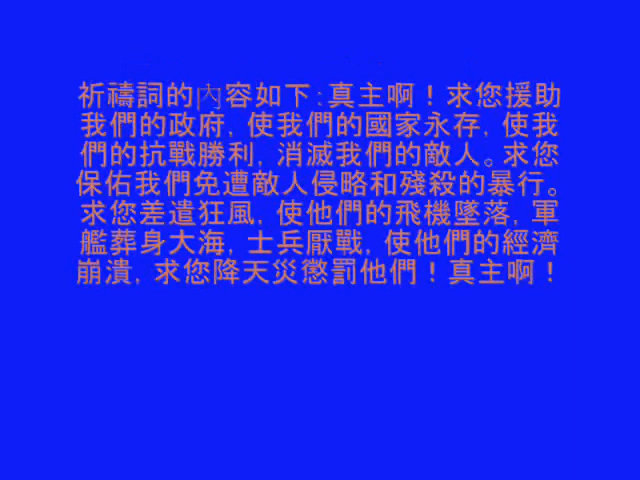 祈禱詞的內容如下:真主啊！求您援助
我們的政府, 使我們的國家永存, 使我
們的抗戰勝利, 消滅我們的敵人。求您
保佑我們免遭敵人侵略和殘殺的暴行。
求您差遣狂風, 使他們的飛機墜落, 軍
艦葬身大海, 士兵厭戰, 使他們的經濟
崩潰, 求您降天災懲罰他們！真主啊！